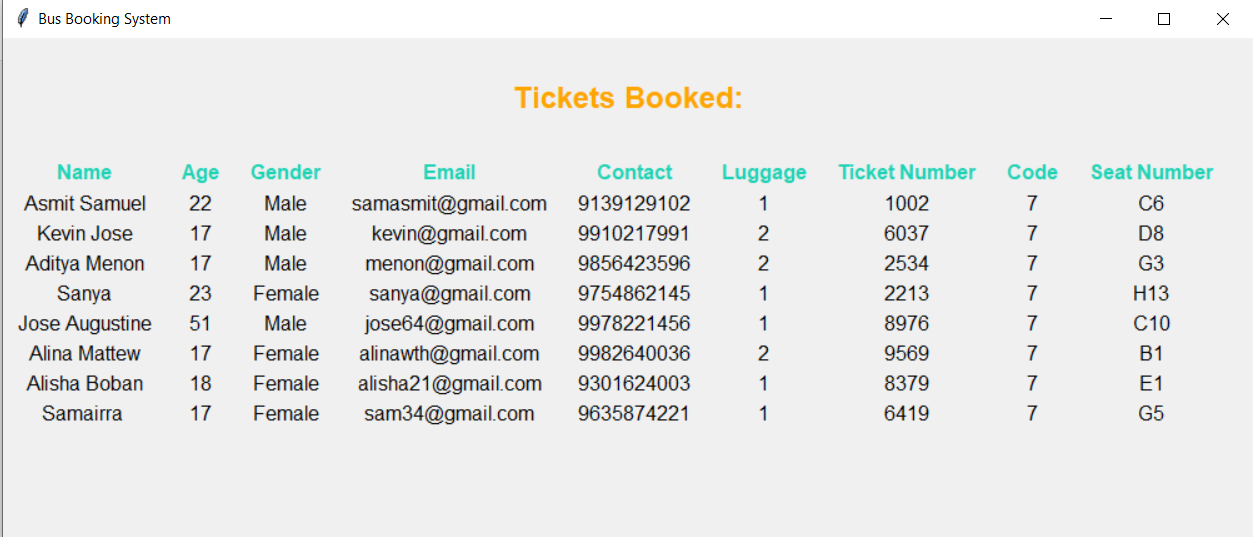 Bus Booking System
Tickets Booked:
Name Age Gender Email Contact Luggage Ticket Number Code Seat Number
Asmit Samuel 22 Male samasmit@gmail.com 9139129102 1 1002 7 C6
Kevin Jose 17 Male kevin@gmail.com 9910217991 2 6037 7 D8
Aditya Menon 17 Male menon@gmail.com 9856423596 2 2534 7 G3
Sanya 23 Female sanya@gmail.com 9754862145 1 2213 7 H13
Jose Augustine 51 Male jose64@gmail.com 9978221456 1 8976 7 C10
Alina Mattew 17 Female alinawth@gmail.com 9982640036 2 9569 7 B1
Alisha Boban 18 Female alisha21@gmail.com 9301624003 1 8379 7 E1
Samairra 17 Female sam34@gmail.com 9635874221 1 6419 7 G5